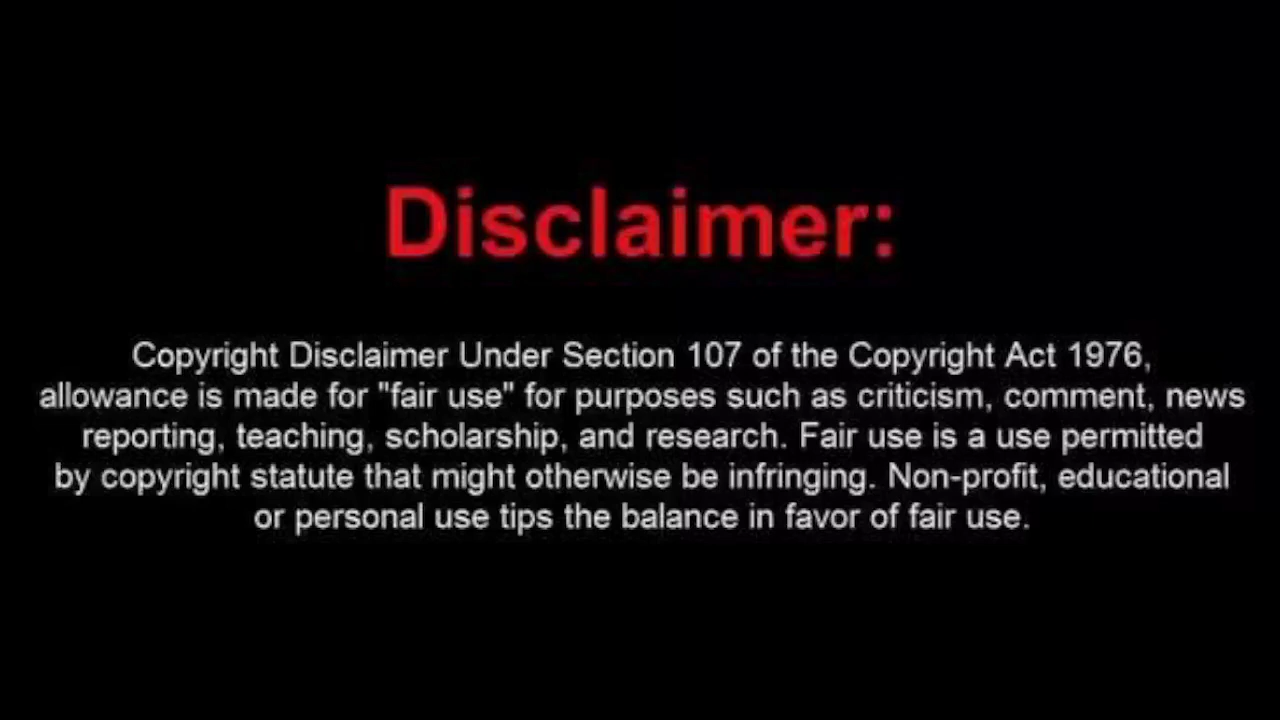 Disclaimer:
Copyright Disclaimer Under Section 107 of the Copyright Act 1976,
allowance is made for "fair use" for purposes such as criticism, comment, news
reporting, teaching, scholarship, and research. Fair use is a use permitted
by copyright statute that might otherwise be infringing. Non-profit, educational
or personal use tips the balance in favor of fair use.